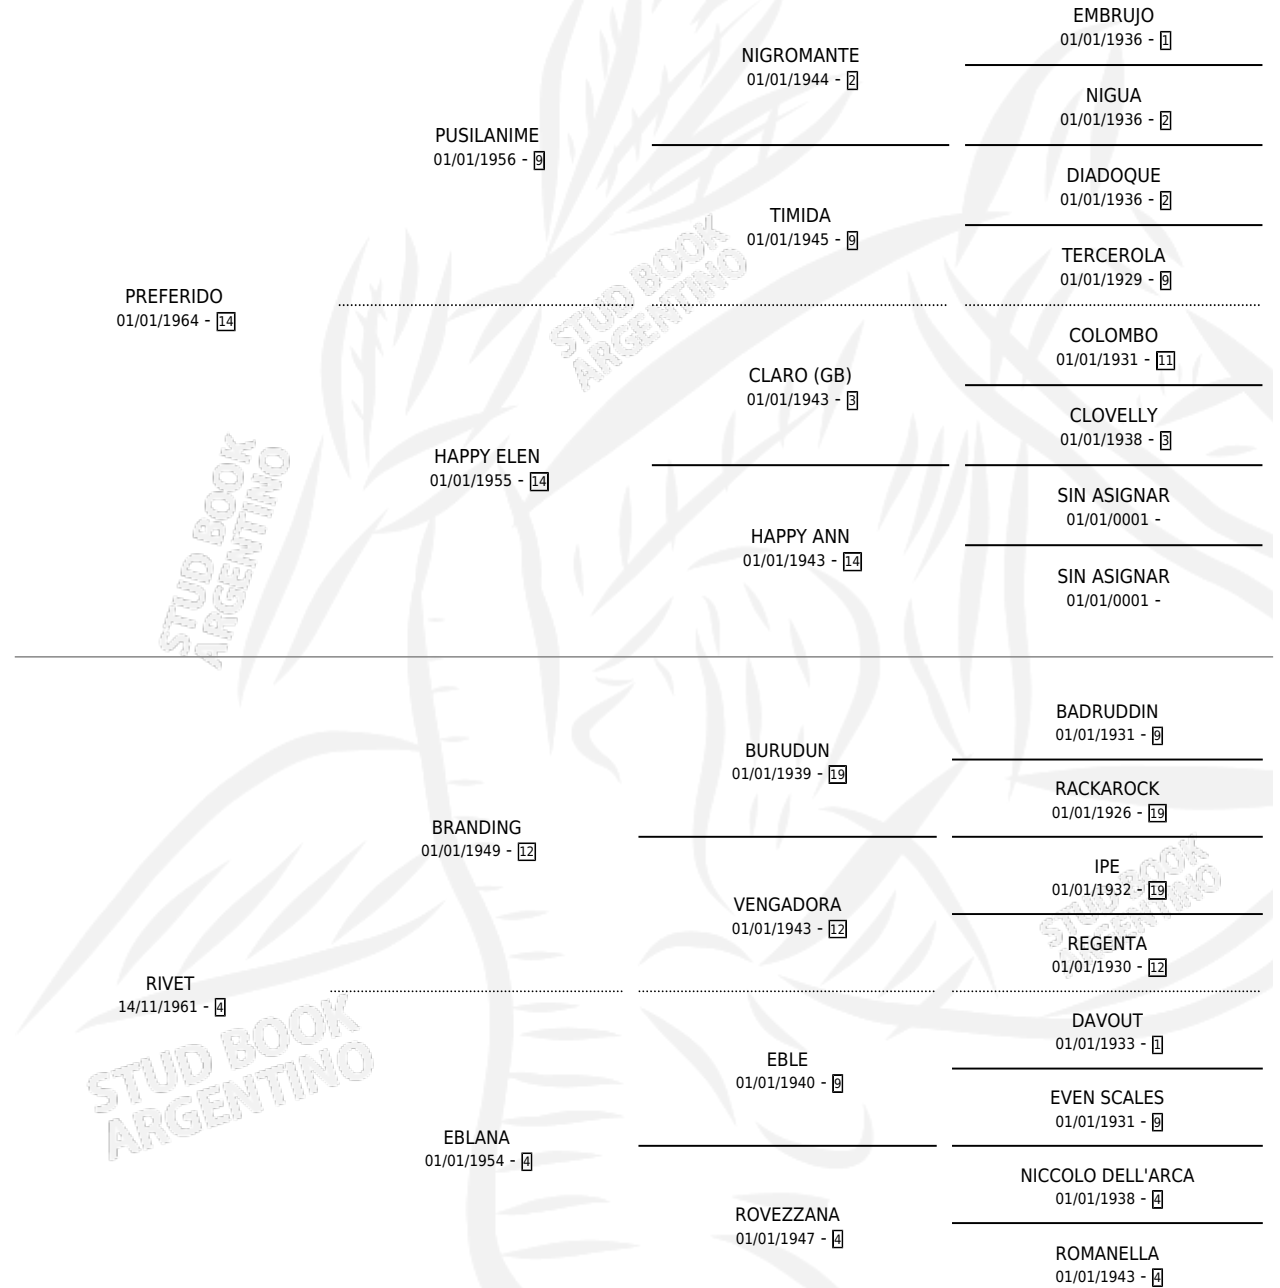 EMBRUJO
01/01/1936 - 1
NIGROMANTE
01/01/1944 - 2
NIGUA
01/01/1936 - 2
PUSILANIME
01/01/1956 - 9
DIADOQUE
01/01/1936 - 2
TIMIDA
01/01/1945 - 9
TERCEROLA
01/01/1929 - 9
PREFERIDO
01/01/1964 - 14
COLOMBO
01/01/1931 - 11
CLARO (GB)
01/01/1943 - 3
CLOVELLY
01/01/1938 - 3
HAPPY ELEN
01/01/1955 - 14
SIN ASIGNAR
01/01/0001 -
HAPPY ANN
01/01/1943 - 14
SIN ASIGNAR
01/01/0001 -
STUD BOOK
ARGENTINO
STUD BOOK
ARGENTINO
BADRUDDIN
01/01/1931 - 9
BURUDUN
01/01/1939 - 19
RACKAROCK
01/01/1926 - 19
BRANDING
01/01/1949 - 12
IPE
01/01/1932 - 19
VENGADORA
01/01/1943 - 12
REGENTA
01/01/1930 - 12
RIVET
14/11/1961 - 4
DAVOUT
01/01/1933 - 1
EBLE
01/01/1940 - 9
EVEN SCALES
01/01/1931 - 9
EBLANA
01/01/1954 - 4
NICCOLO DELL'ARCA
01/01/1938 - 4
ROVEZZANA
01/01/1947 - 4
ROMANELLA
01/01/1943 - 4
STUD BOOK
ARGENTINO
STUD BOOK
ARGENTINO